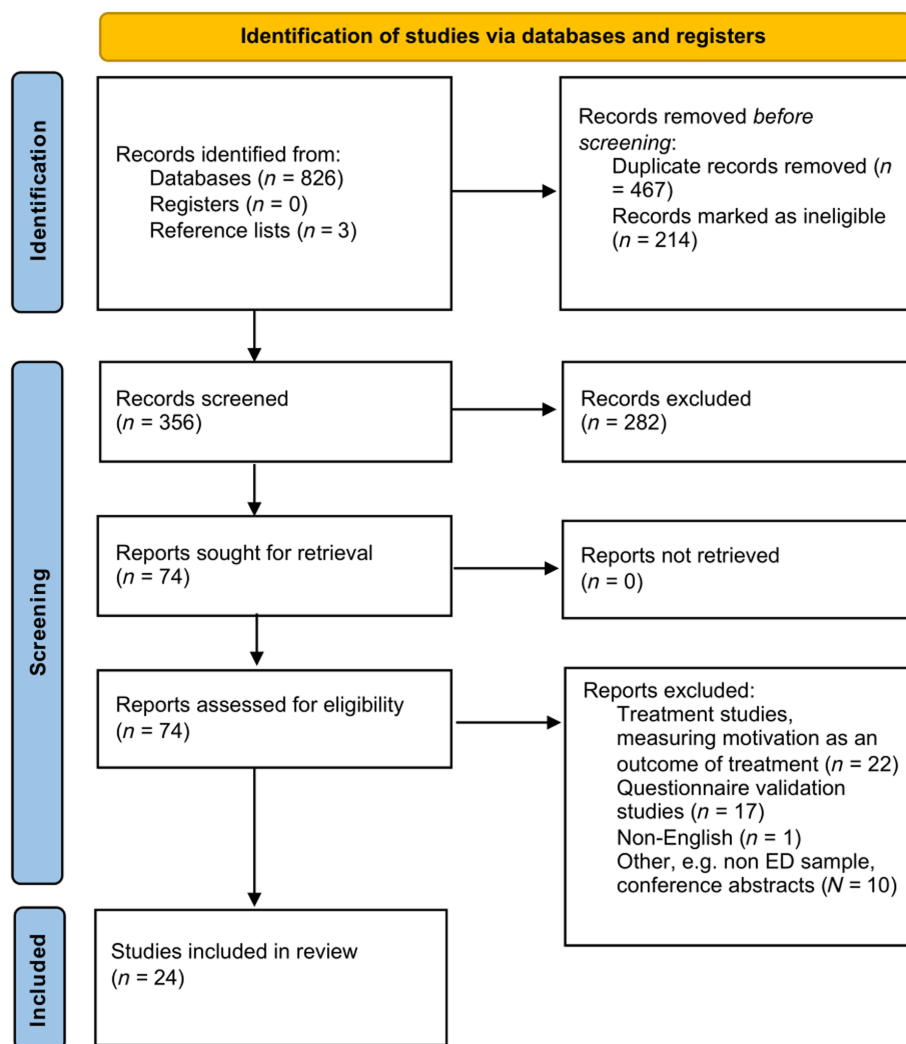 Identification of studies via databases and registers
Identification
Records identified from:
Databases (n = 826)
Registers (n = 0)
Reference lists (n = 3)
Records removed before
screening:
Duplicate records removed (n
= 467)
Records marked as ineligible
(n = 214)
Screening
Records screened
(n = 356)
Records excluded
(n = 282)
Reports sought for retrieval
(n = 74)
Reports not retrieved
(n = 0)
Reports assessed for eligibility
(n = 74)
Reports excluded:
Treatment studies,
measuring motivation as an
outcome of treatment (n = 22)
Questionnaire validation
studies (n = 17)
Non-English (n = 1)
Other, e.g. non ED sample,
conference abstracts (N = 10)
Included
Studies included in review
(n = 24)